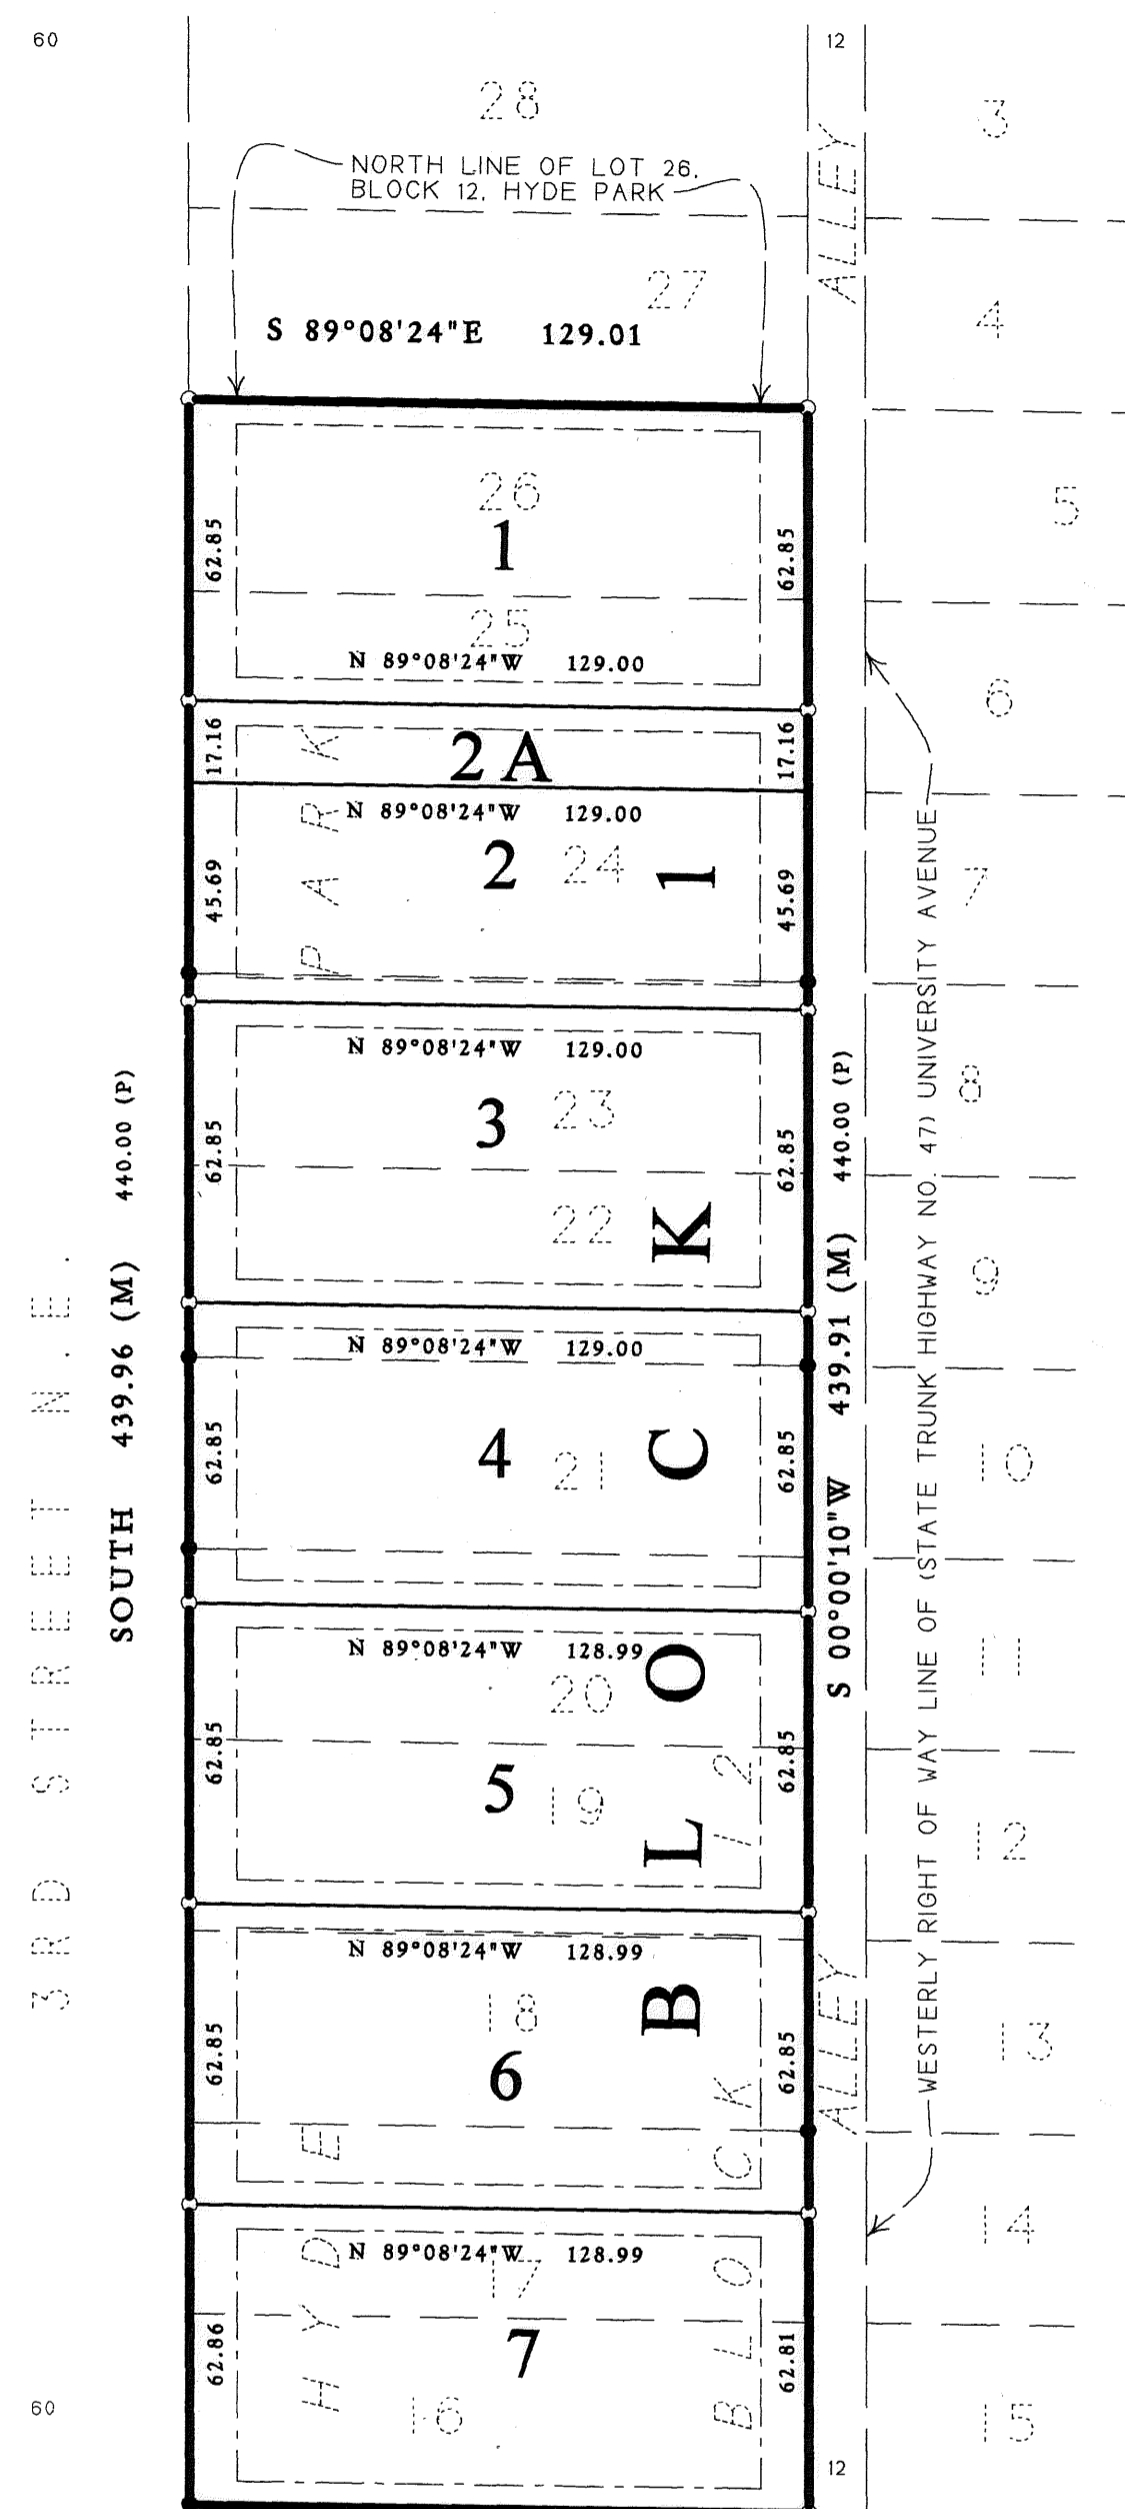 60
12
28
3
ALLEY
NORTH LINE OF LOT 26,
BLOCK 12, HYDE PARK
27
4
S 89°08'24"E 129.01
26
5
1
62.85
62.85
25
N 89°08'24"W 129.00
6
17.16
2 A
17.16
N 89°08'24"W 129.00
2
24
7
45.69
45.69
N 89°08'24"W 129.00
3
23
8
62.85
62.85
22
9
N 89°08'24"W 129.00
4
21
10
62.85
62.85
N 89°08'24"W 128.99
20
11
62.85
62.85
5
19
12
N 89°08'24"W 128.99
18
13
62.85
62.85
6
ALLEY
14
N 89°08'24"W 128.99
17
7
62.86
62.81
16
15
60
12
3RD STREET N.E.
SOUTH 439.96 (M) 440.00 (P)
HYDE PARK
BLOCK 1
BLOCK 12
S 00°00'10"W 439.91 (M) 440.00 (P)
WESTERLY RIGHT OF WAY LINE OF (STATE TRUNK HIGHWAY NO. 47) UNIVERSITY AVENUE